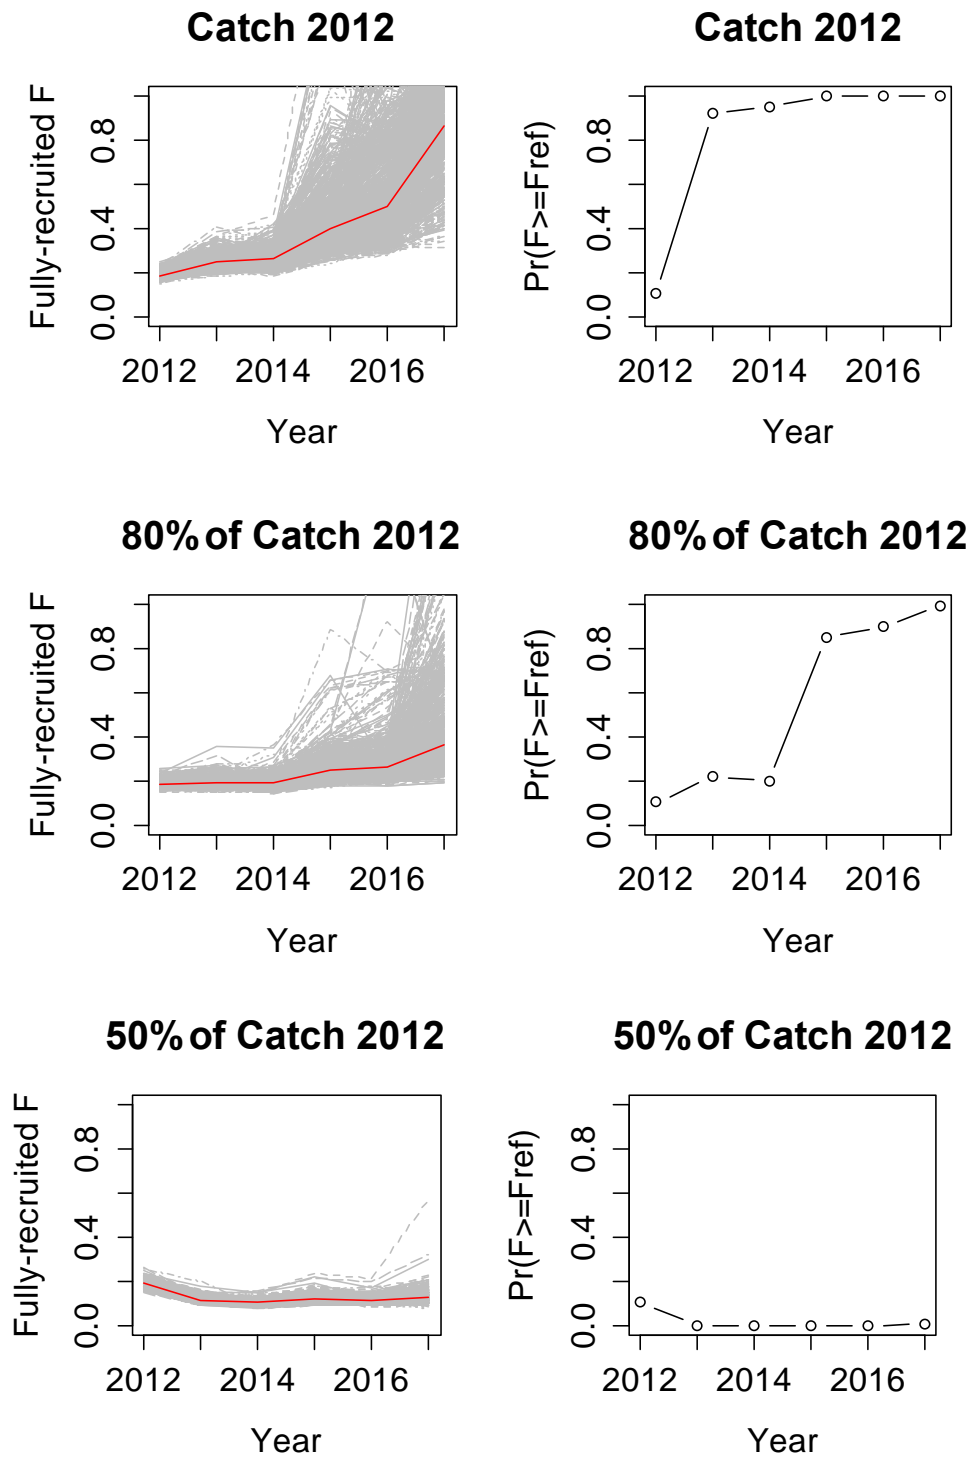 Catch 2012
Fully-recruited F
0.0 0.4 0.8
2012 2014 2016
Year
Catch 2012
Pr(F>=Fref)
0.0 0.4 0.8
2012 2014 2016
Year
80% of Catch 2012
Fully-recruited F
0.0 0.4 0.8
2012 2014 2016
Year
80% of Catch 2012
Pr(F>=Fref)
0.0 0.4 0.8
2012 2014 2016
Year
50% of Catch 2012
Fully-recruited F
0.0 0.4 0.8
2012 2014 2016
Year
50% of Catch 2012
Pr(F>=Fref)
0.0 0.4 0.8
2012 2014 2016
Year